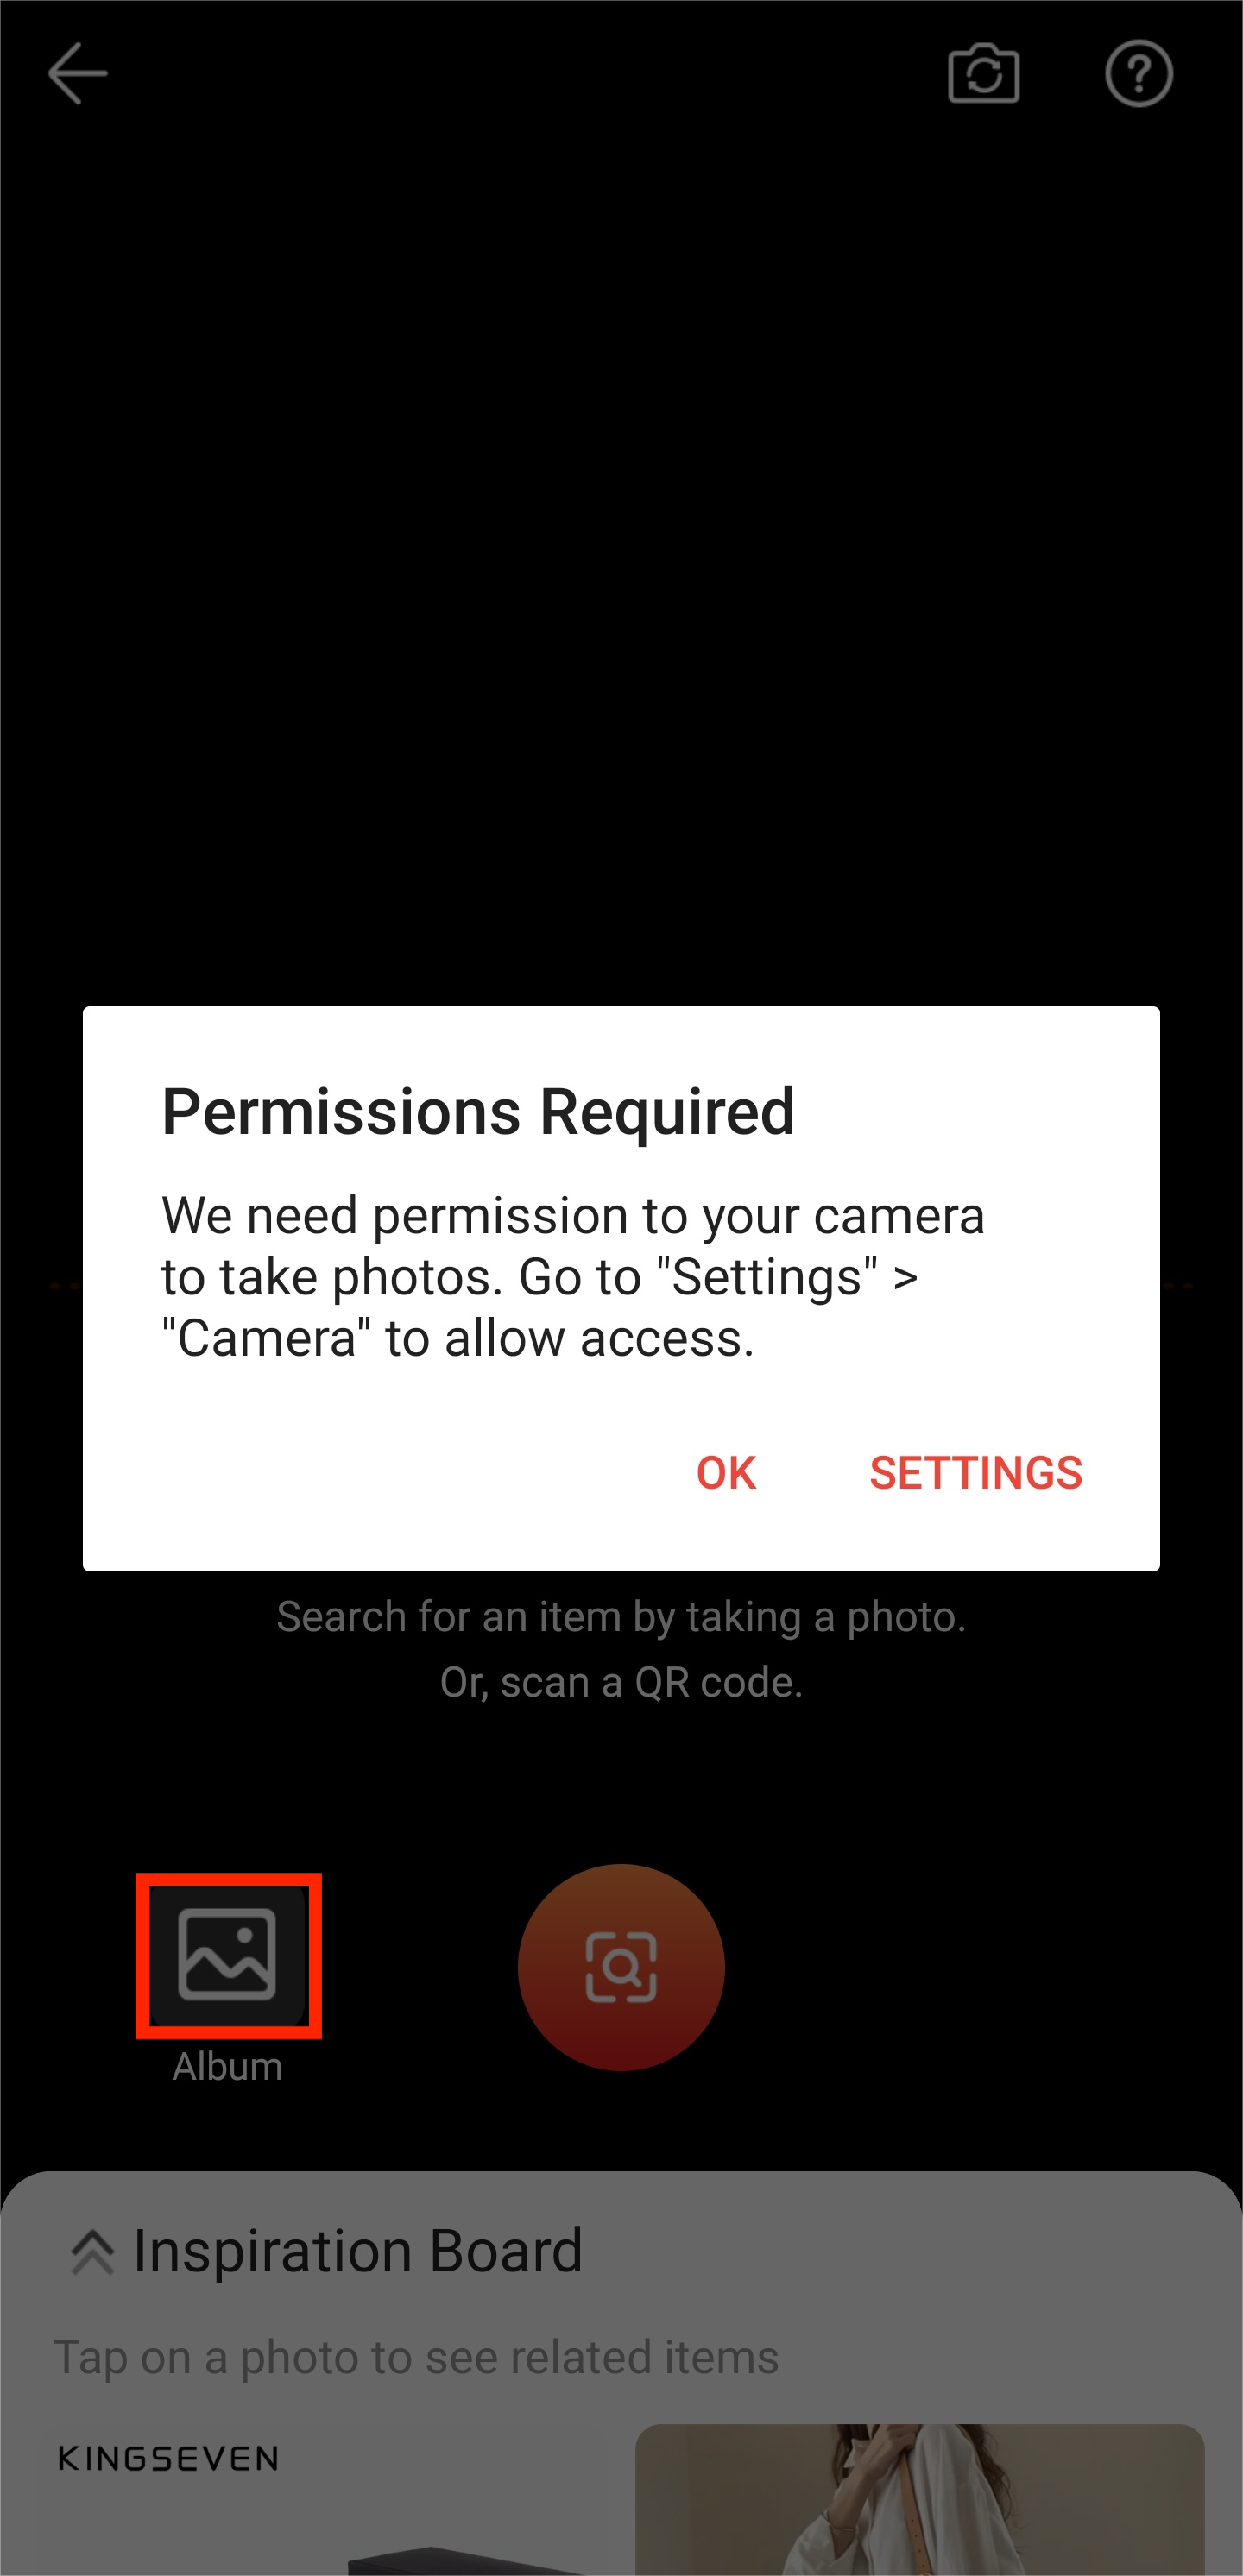 Permissions Required
We need permission to your camera
to take photos. Go to "Settings" >
"Camera" to allow access.
OK SETTINGS
Search for an item by taking a photo.
Or, scan a QR code.
Album
Inspiration Board
Tap on a photo to see related items
KINGSEVEN